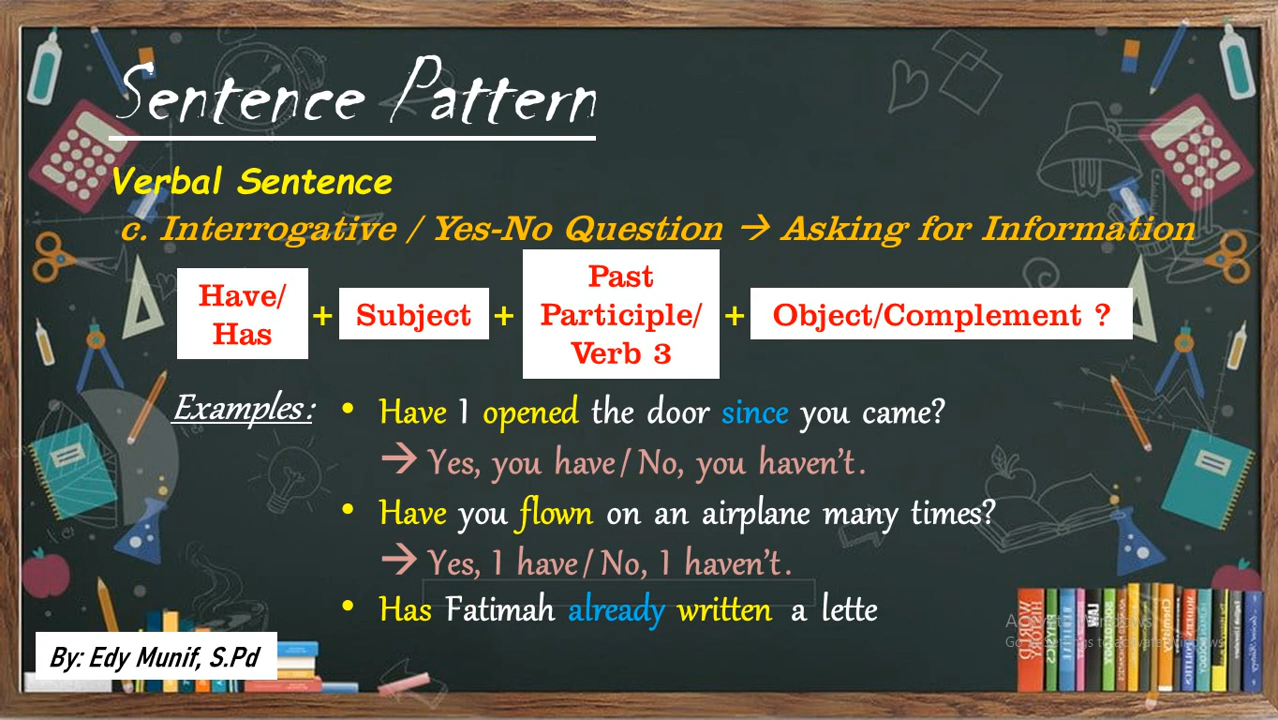 Sentence Pattern
Verbal Sentence
c. Interrogative / Yes-No Question → Asking for Information
Have/
Has
+ Subject +
Past
Participle/
Verb 3
+ Object/Complement ?
Examples:
• Have I opened the door since you came?
→ Yes, you have / No, you haven't.
• Have you flown on an airplane many times?
→ Yes, I have / No, I haven't.
• Has Fatimah already written a lette
By: Edy Munif, S.Pd